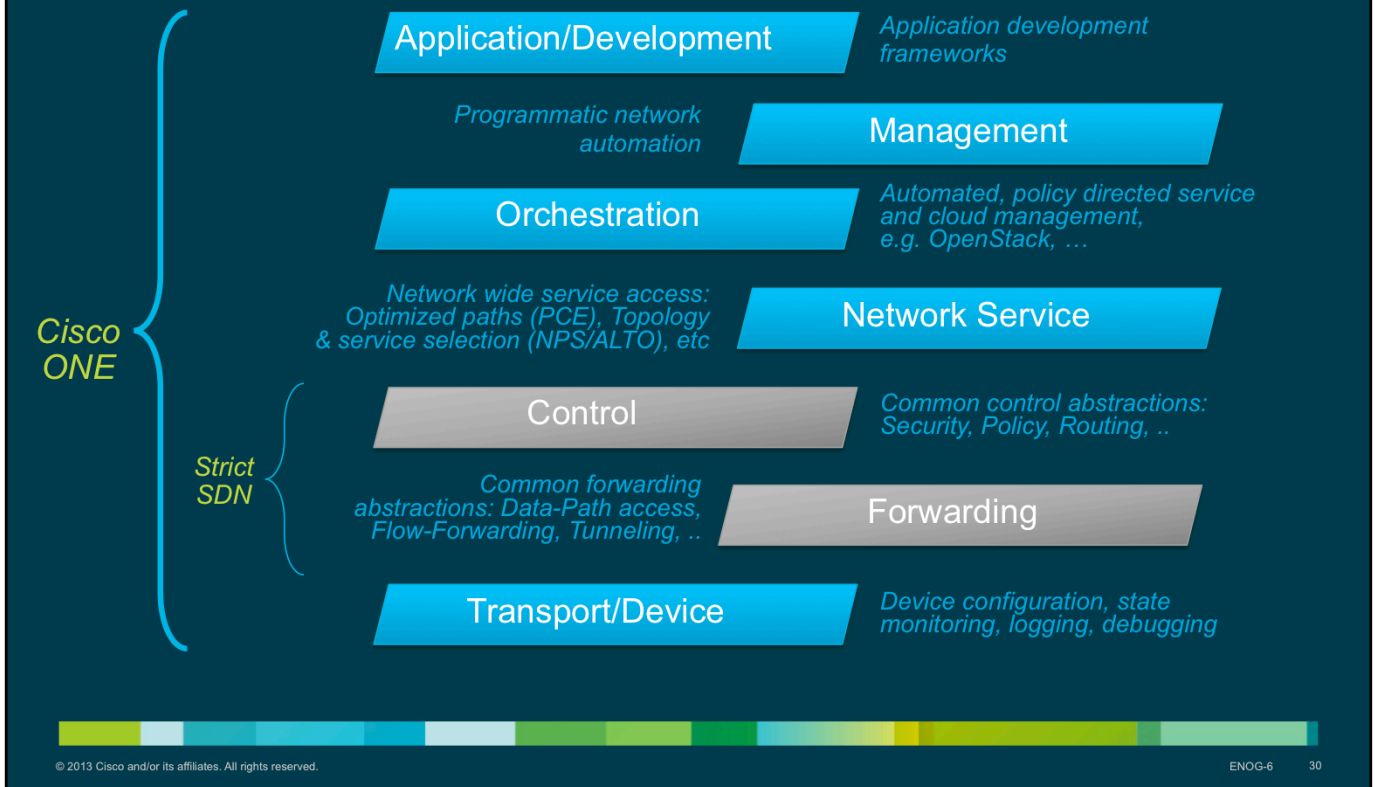 Application/Development
Application development
frameworks
Programmatic network
automation
Management
Orchestration
Automated, policy directed service
and cloud management,
e.g. OpenStack, …
Network wide service access:
Optimized paths (PCE), Topology
& service selection (NPS/ALTO), etc
Network Service
Cisco
ONE
Control
Common control abstractions:
Security, Policy, Routing, ..
Strict
SDN
Common forwarding
abstractions: Data-Path access,
Flow-Forwarding, Tunneling, ..
Forwarding
Transport/Device
Device configuration, state
monitoring, logging, debugging
© 2013 Cisco and/or its affiliates. All rights reserved.
ENOG-6
30